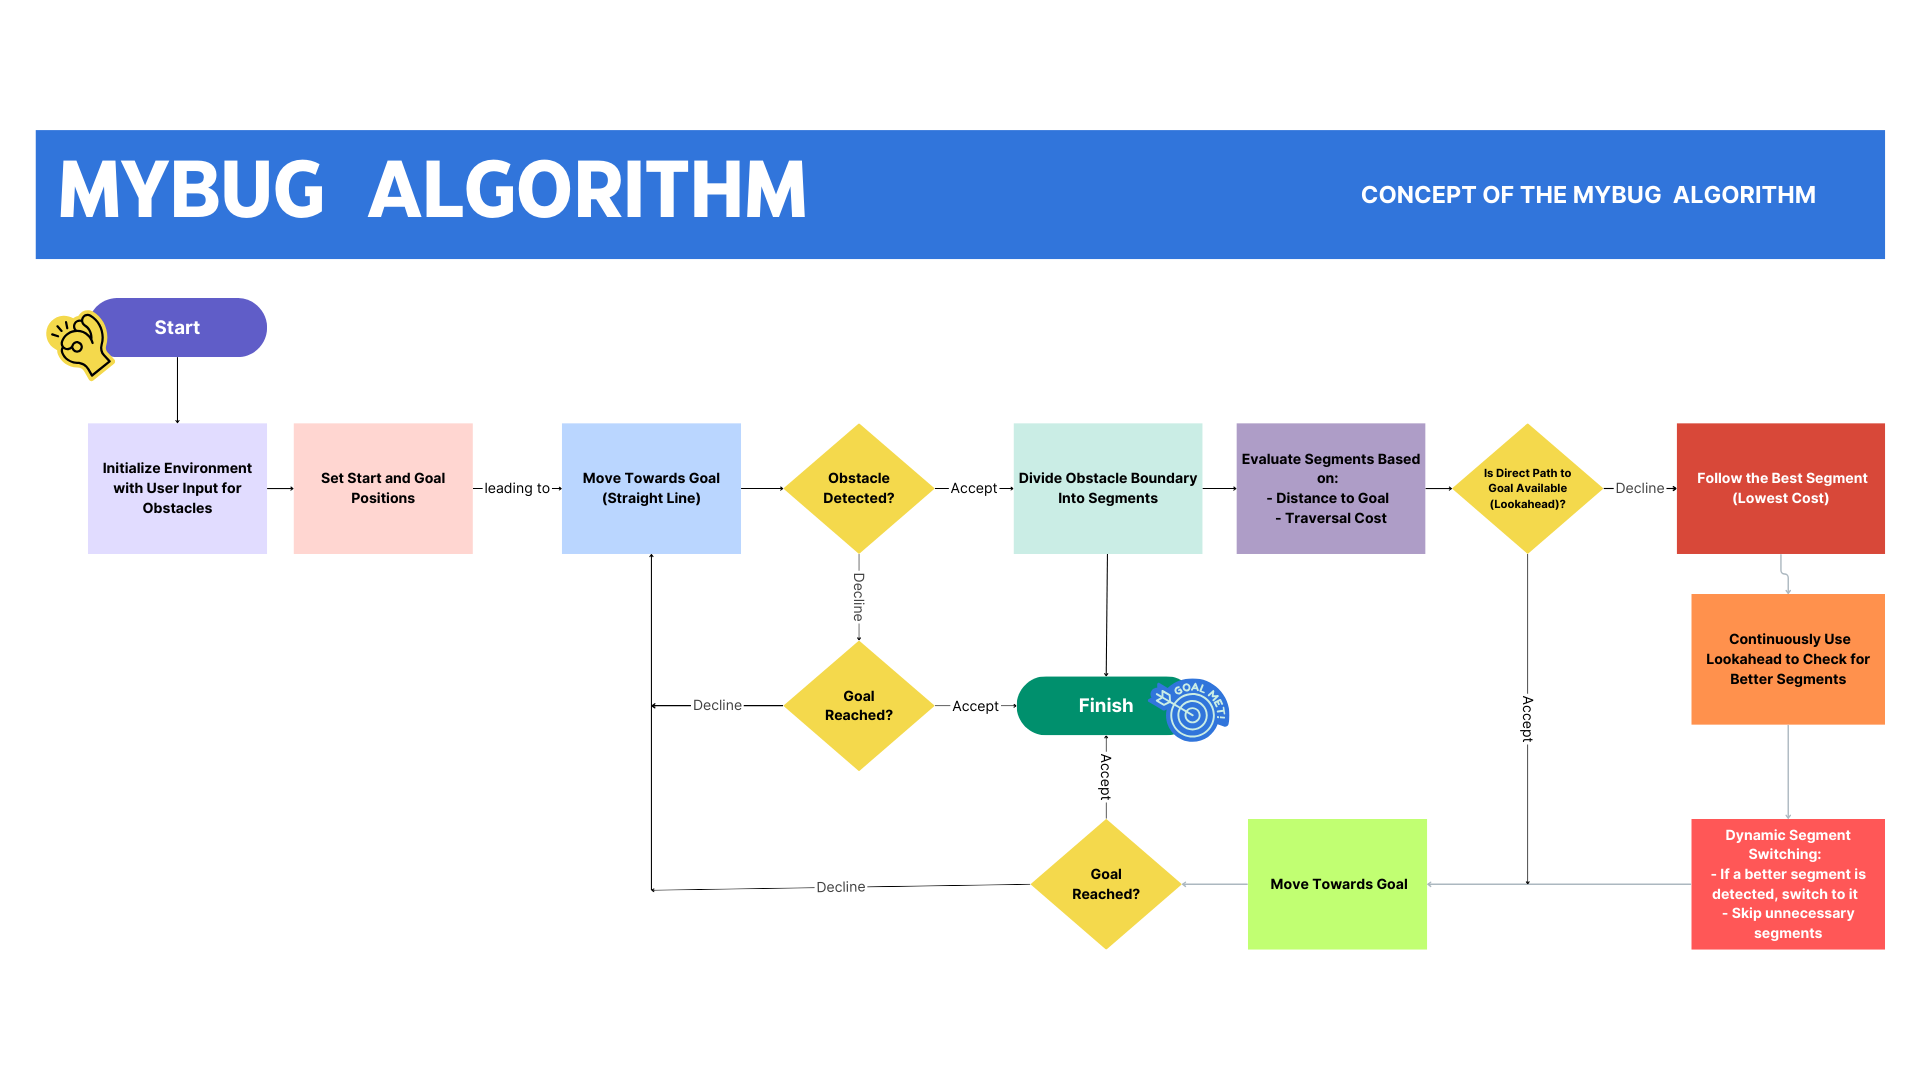 MYBUG ALGORITHM
CONCEPT OF THE MYBUG ALGORITHM
Start
Initialize Environment
with User Input for
Obstacles
Set Start and Goal
Positions
leading to
Move Towards Goal
(Straight Line)
Obstacle
Detected?
Accept
Divide Obstacle Boundary
Into Segments
Evaluate Segments Based
on:
- Distance to Goal
- Traversal Cost
Is Direct Path to
Goal Available
(Lookahead)?
Decline
Follow the Best Segment
(Lowest Cost)
Decline
Continuously Use
Lookahead to Check for
Better Segments
Decline
Goal
Reached?
Accept
Finish
GOAL MET!
Accept
Accept
Decline
Goal
Reached?
Move Towards Goal
Dynamic Segment
Switching:
- If a better segment is
detected, switch to it
- Skip unnecessary
segments